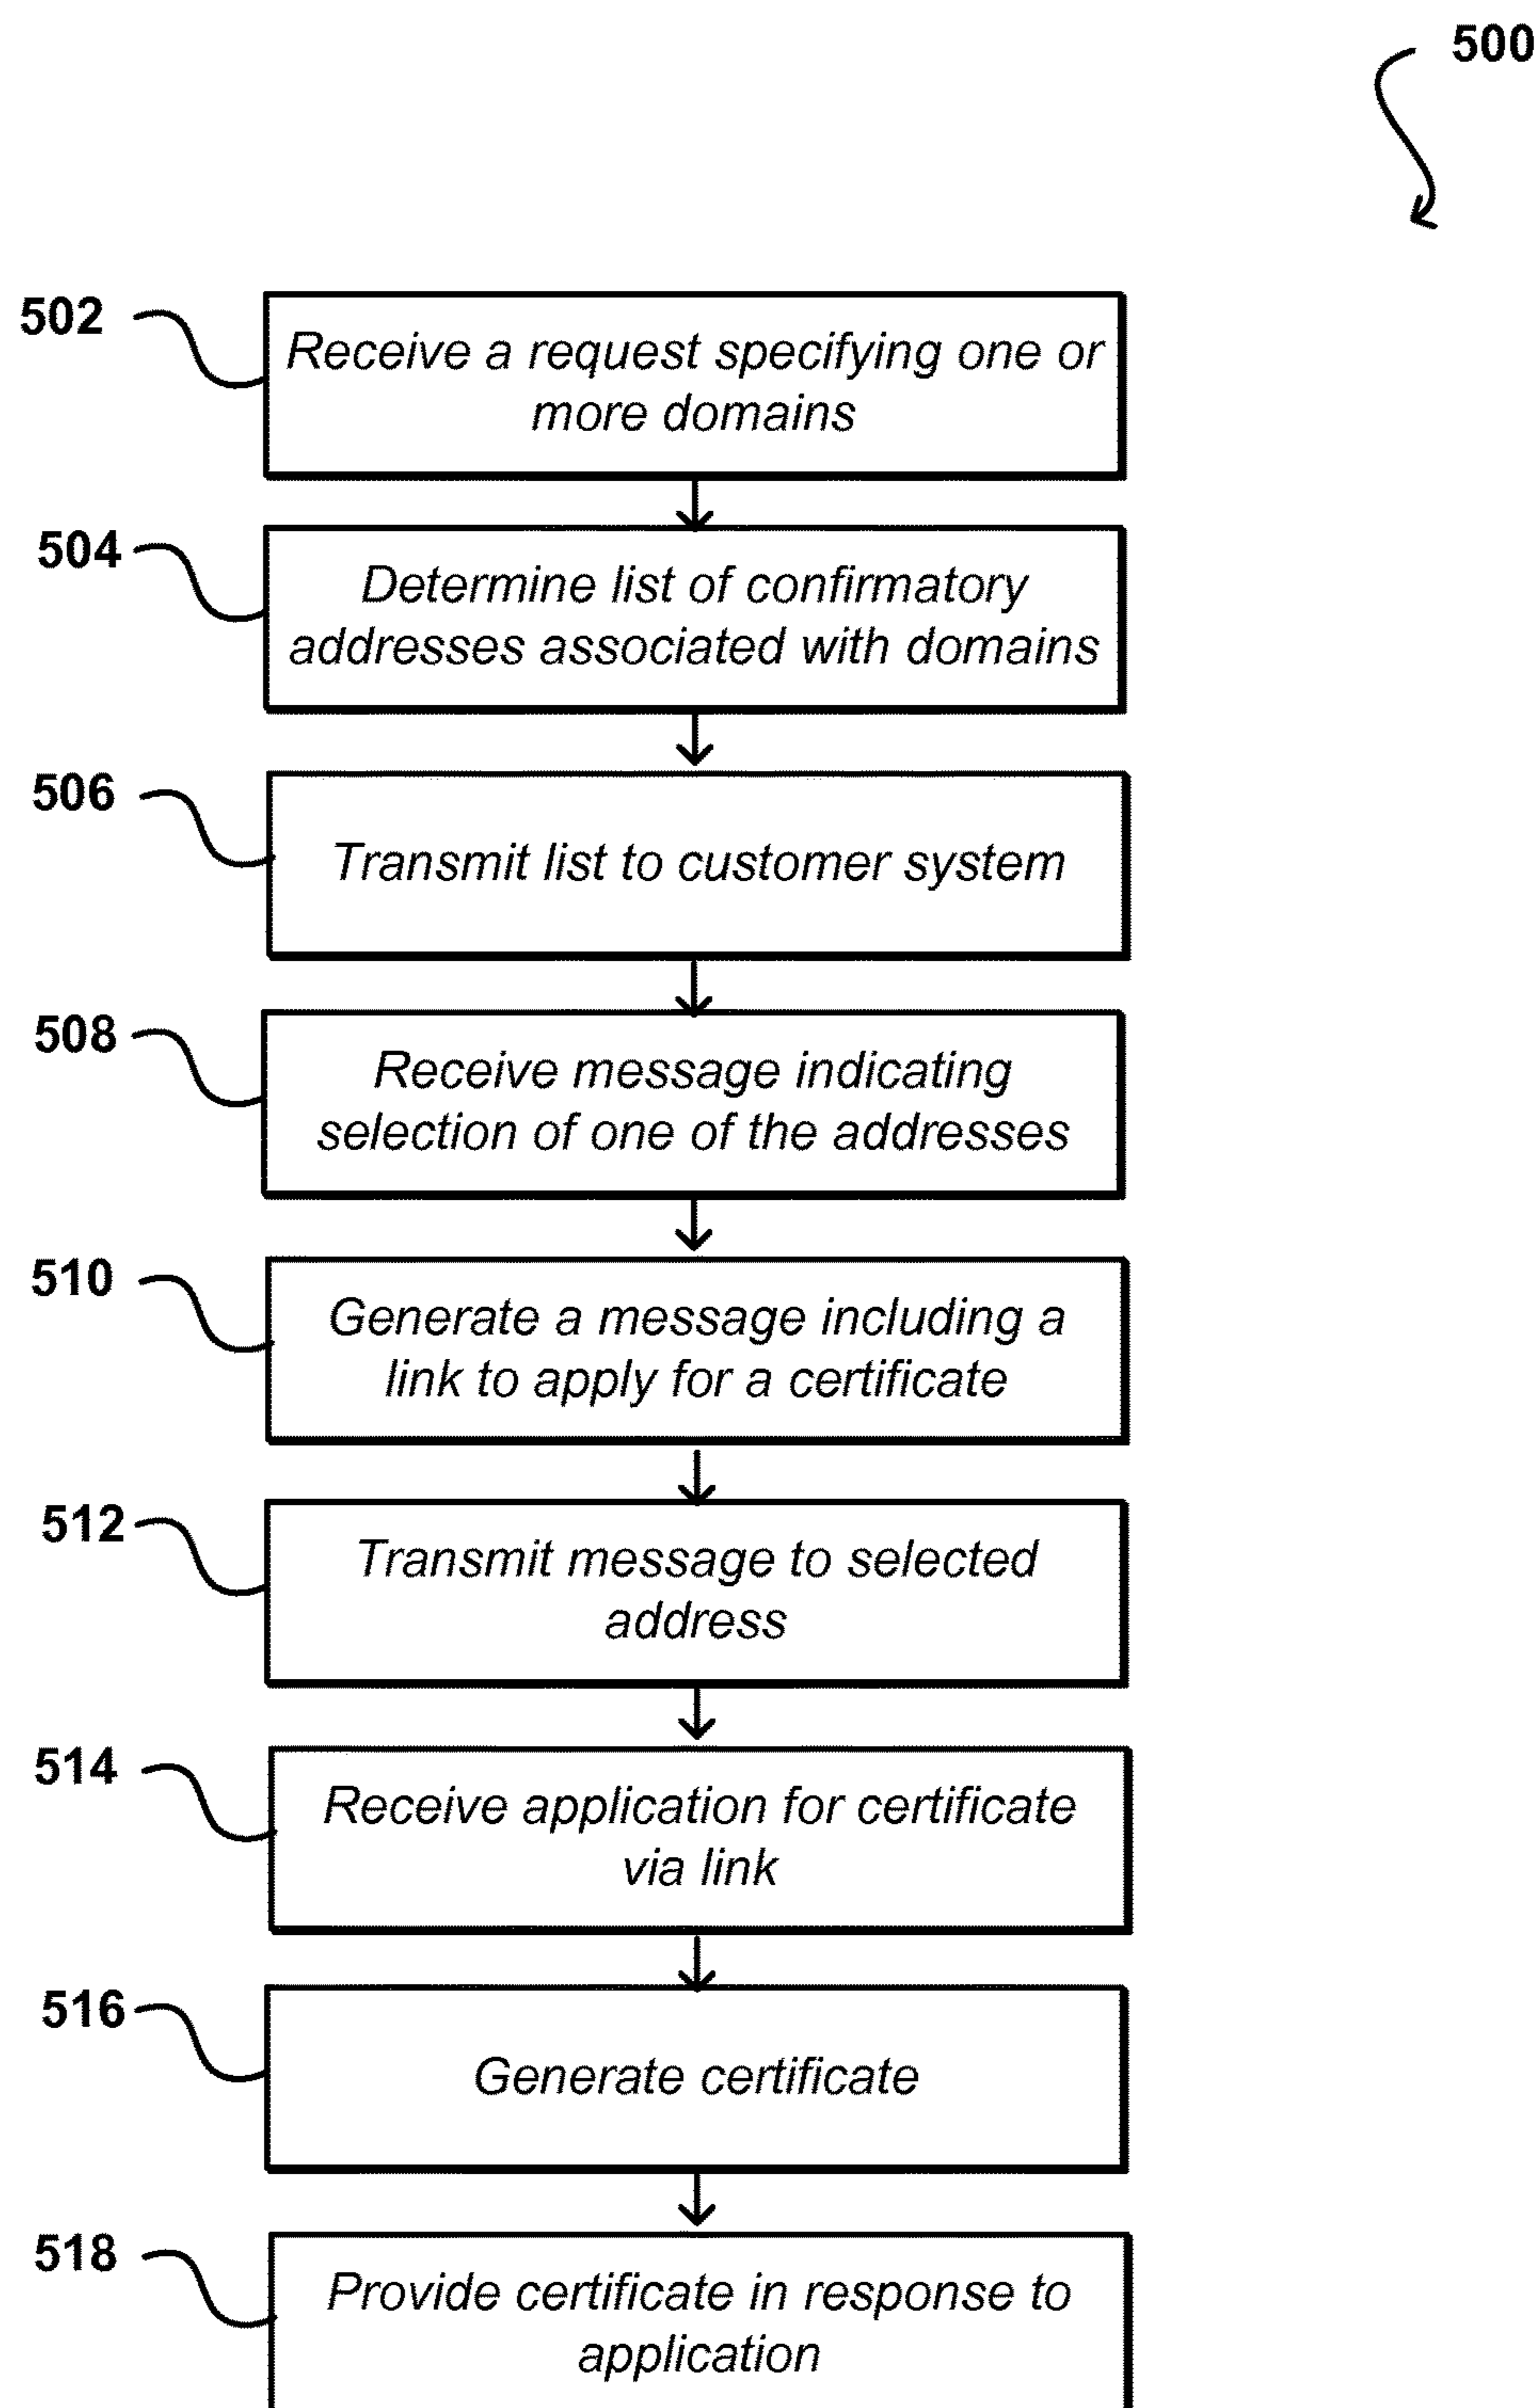 500
502
Receive a request specifying one or
more domains
504
Determine list of confirmatory
addresses associated with domains
506
Transmit list to customer system
508
Receive message indicating
selection of one of the addresses
510
Generate a message including a
link to apply for a certificate
512
Transmit message to selected
address
514
Receive application for certificate
via link
516
Generate certificate
518
Provide certificate in response to
application